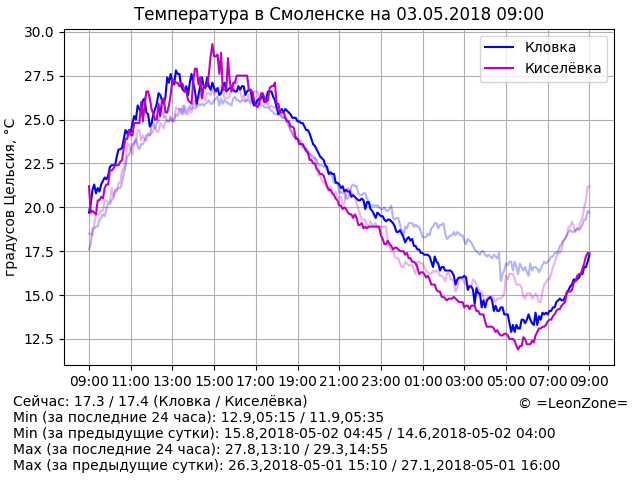 Температура в Смоленске на 03.05.2018 09:00
градусов Цельсия, °C
30.0
27.5
25.0
22.5
20.0
17.5
15.0
12.5
Кловка
Киселёвка
09:00 11:00 13:00 15:00 17:00 19:00 21:00 23:00 01:00 03:00 05:00 07:00 09:00
Сейчас: 17.3 / 17.4 (Кловка / Киселёвка)
© =LeonZone=
Min (за последние 24 часа): 12.9,05:15 / 11.9,05:35
Min (за предыдущие сутки): 15.8,2018-05-02 04:45 / 14.6,2018-05-02 04:00
Max (за последние 24 часа): 27.8,13:10 / 29.3,14:55
Max (за предыдущие сутки): 26.3,2018-05-01 15:10 / 27.1,2018-05-01 16:00